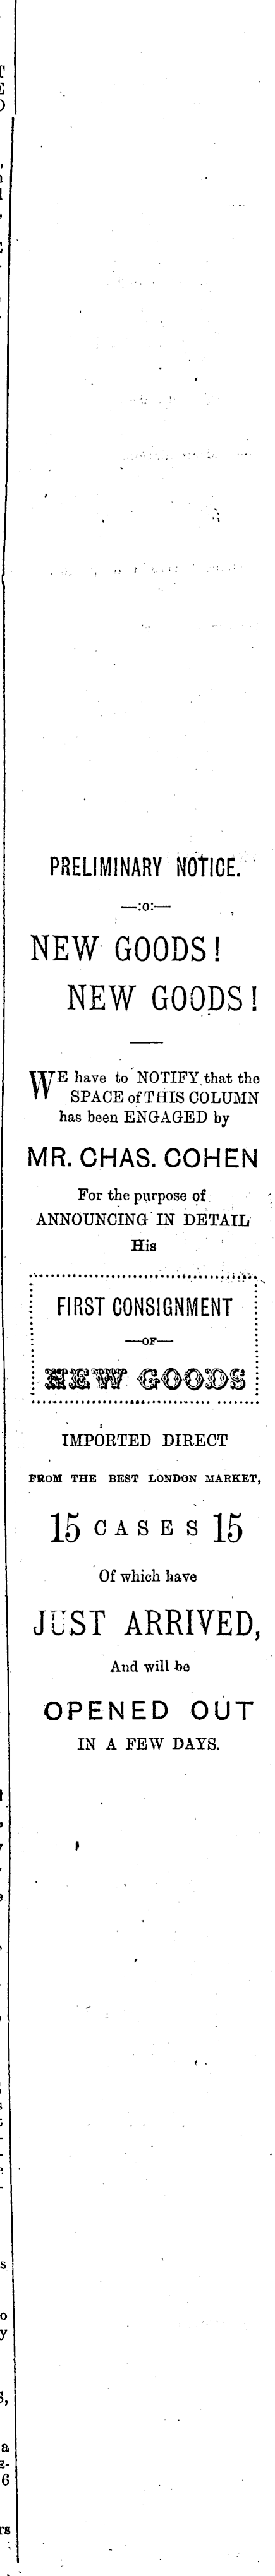 PRELIMINARY NOTICE.
—:o:—
NEW GOODS!
NEW GOODS!
WE have to NOTIFY that the
SPACE of THIS COLUMN
has been ENGAGED by
MR. CHAS. COHEN
For the purpose of
ANNOUNCING IN DETAIL
His
FIRST CONSIGNMENT
—OF—
NEW GOODS
IMPORTED DIRECT
FROM THE BEST LONDON MARKET,
15 CASES 15
Of which have
JUST ARRIVED,
And will be
OPENED OUT
IN A FEW DAYS.